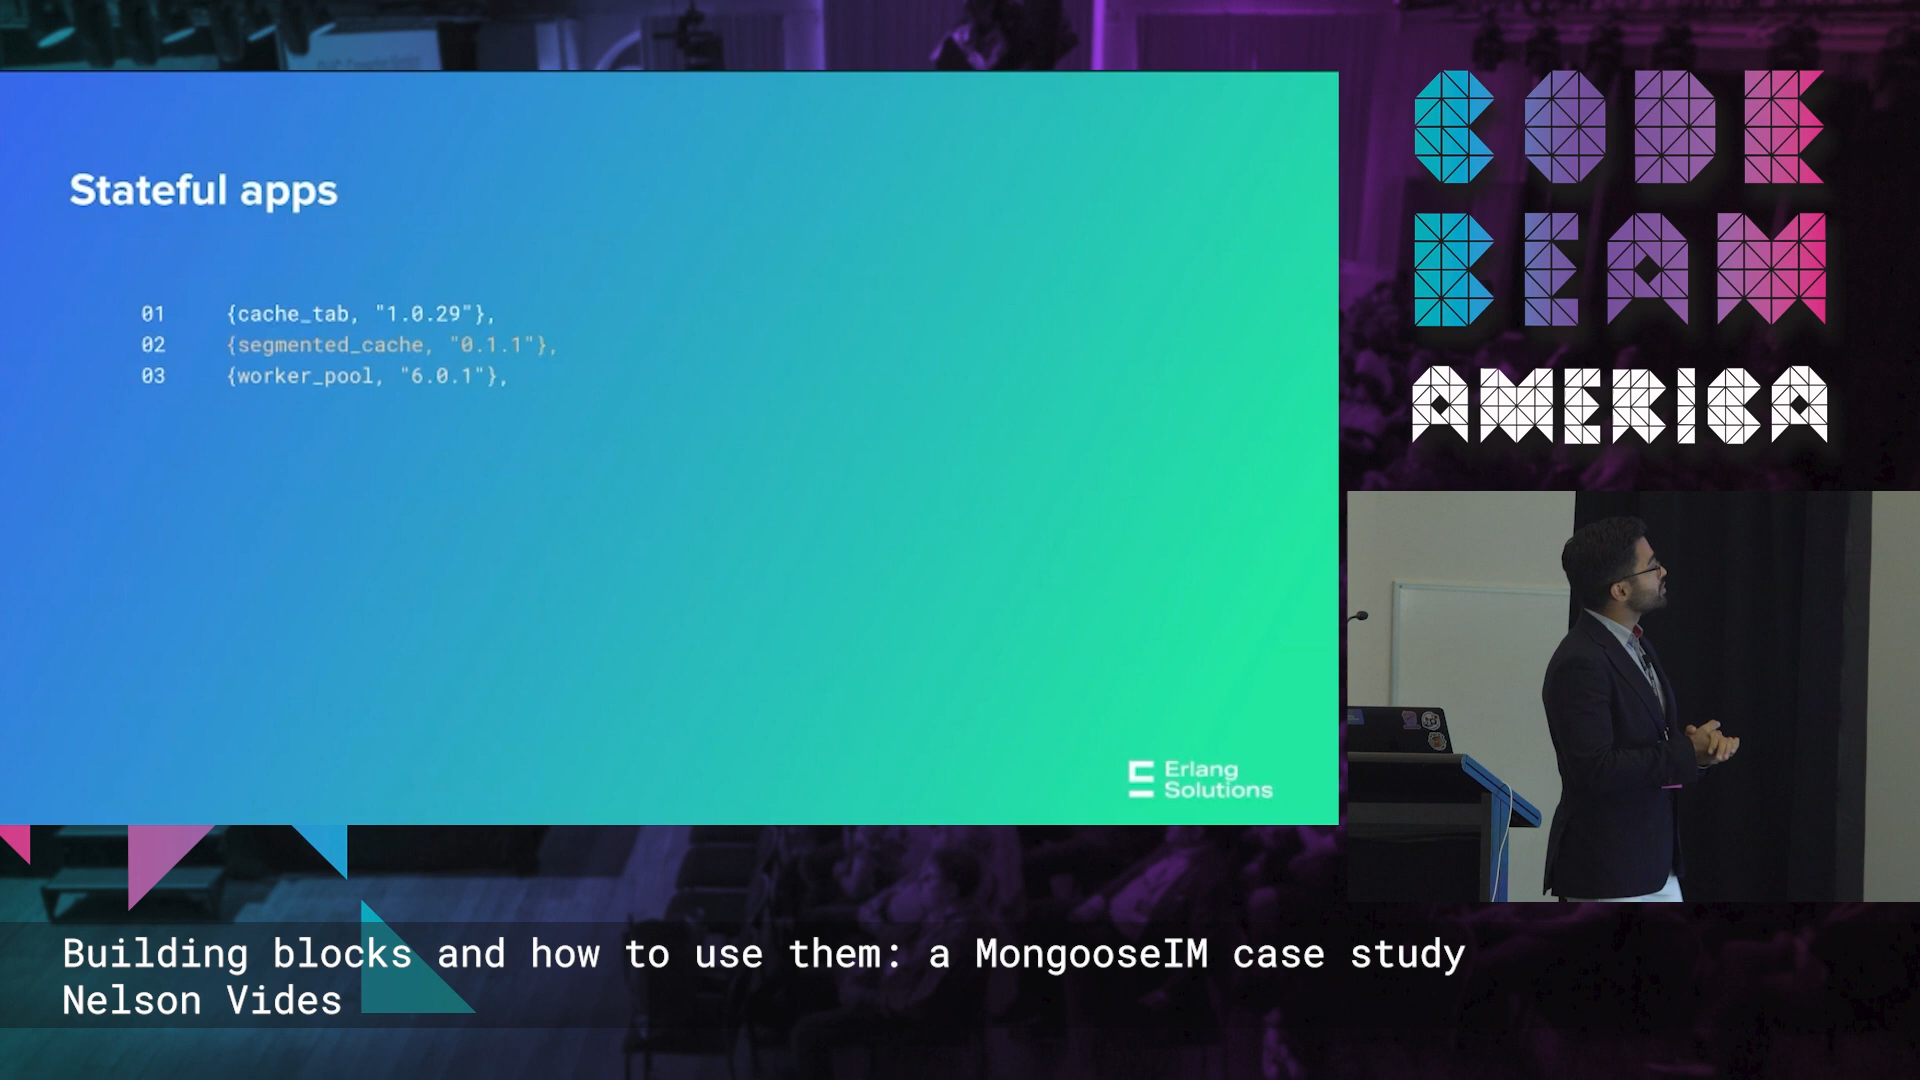 Stateful apps
01 {cache_tab, "1.0.29"},
02 {segmented_cache, "0.1.1"},
03 {worker_pool, "6.0.1"},
Erlang
Solutions
CODE
BEAM
AMERICA
Building blocks and how to use them: a MongooseIM case study
Nelson Vides